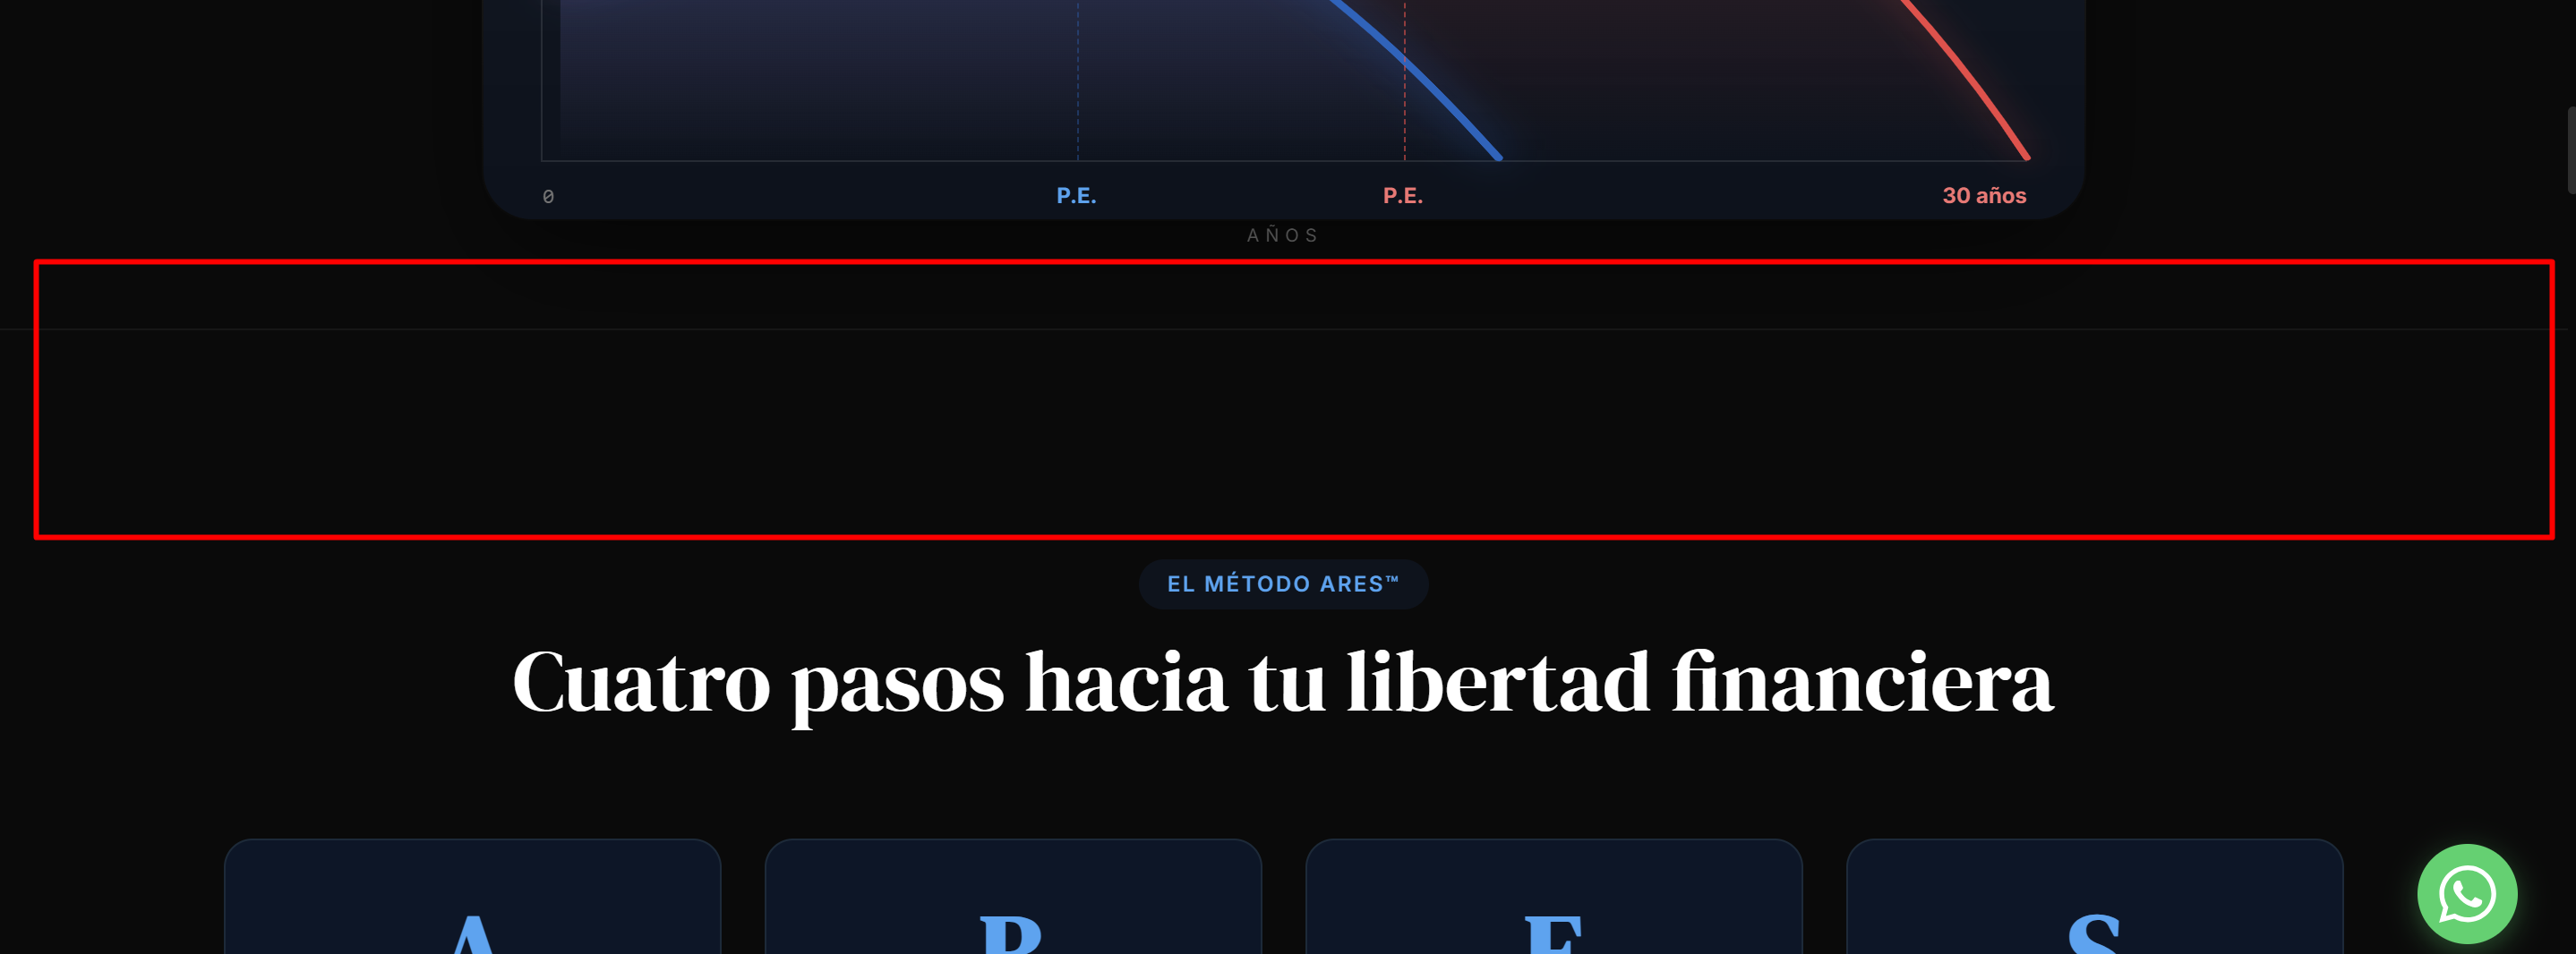 0 P.E. P.E. 30 años
AÑOS
EL MÉTODO ARES™
Cuatro pasos hacia tu libertad financiera
A R E S